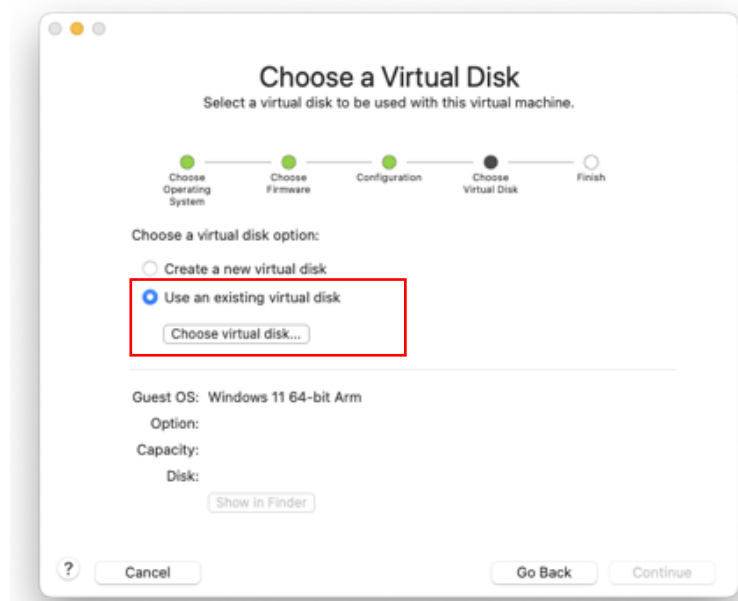 Choose a Virtual Disk
Select a virtual disk to be used with this virtual machine.
Choose Operating System
Choose Firmware
Configuration
Choose Virtual Disk
Finish
Choose a virtual disk option:
Create a new virtual disk
Use an existing virtual disk
Choose virtual disk...
Guest OS: Windows 11 64-bit Arm
Option:
Capacity:
Disk:
Show in Finder
? Cancel Go Back Continue